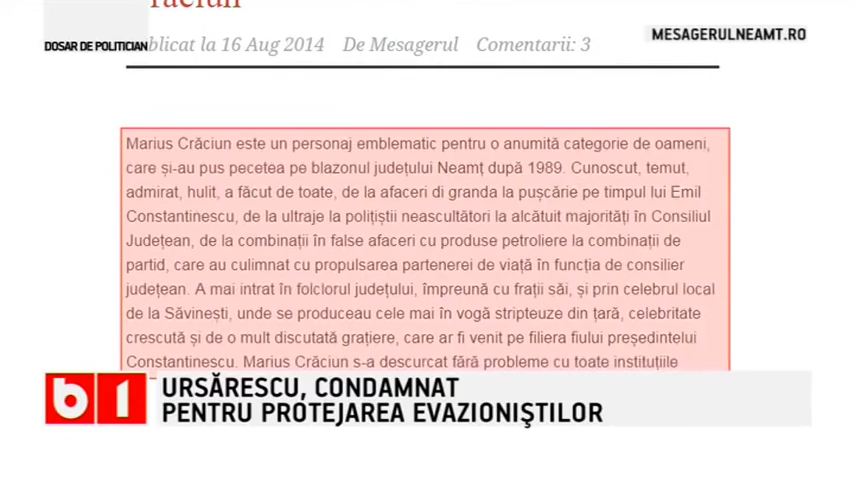 DOSAR DE POLITICIAN
blicat la 16 Aug 2014 De Mesagerul Comentarii: 3
MESAGERULNEAMT.RO
Marius Crăciun este un personaj emblematic pentru o anumită categorie de oameni,
care și-au pus pecetea pe blazonul județului Neamț după 1989. Cunoscut, temut,
admirat, hulit, a făcut de toate, de la afaceri di granda la pușcărie pe timpul lui Emil
Constantinescu, de la ultraje la polițiștii neascultători la alcătuit majorități în Consiliul
Județean, de la combinații în false afaceri cu produse petroliere la combinații de
partid, care au culminat cu propulsarea partenerei de viață în funcția de consilier
județean. A mai intrat în folclorul județului, împreună cu frații săi, și prin celebrul local
de la Săvinești, unde se produceau cele mai în vogă stripteuze din țară, celebritate
crescută și de o mult discutată grațiere, care ar fi venit pe filiera fiului președintelui
Constantinescu. Marius Crăciun s-a descurcat fără probleme cu toate instituțiile
b1
URSĂRESCU, CONDAMNAT
PENTRU PROTEJAREA EVAZIONIŞTILOR